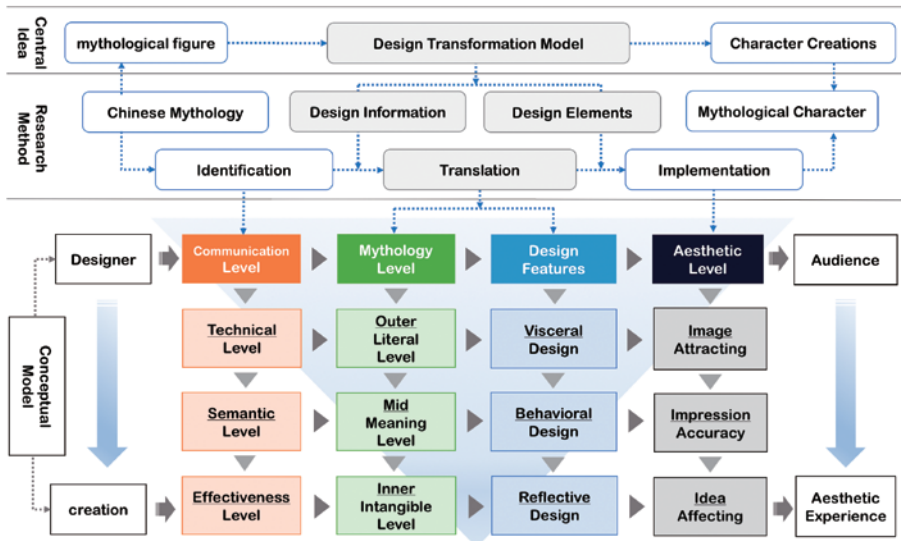 Central
Idea
mythological figure
Design Transformation Model
Character Creations
Research
Method
Chinese Mythology
Design Information
Design Elements
Mythological Character
Identification
Translation
Implementation
Conceptual
Model
Designer
Communication
Level
Mythology
Level
Design
Features
Aesthetic
Level
Audience
Technical
Level
Outer
Literal
Level
Visceral
Design
Image
Attracting
Semantic
Level
Mid
Meaning
Level
Behavioral
Design
Impression
Accuracy
creation
Effectiveness
Level
Inner
Intangible
Level
Reflective
Design
Idea
Affecting
Aesthetic
Experience